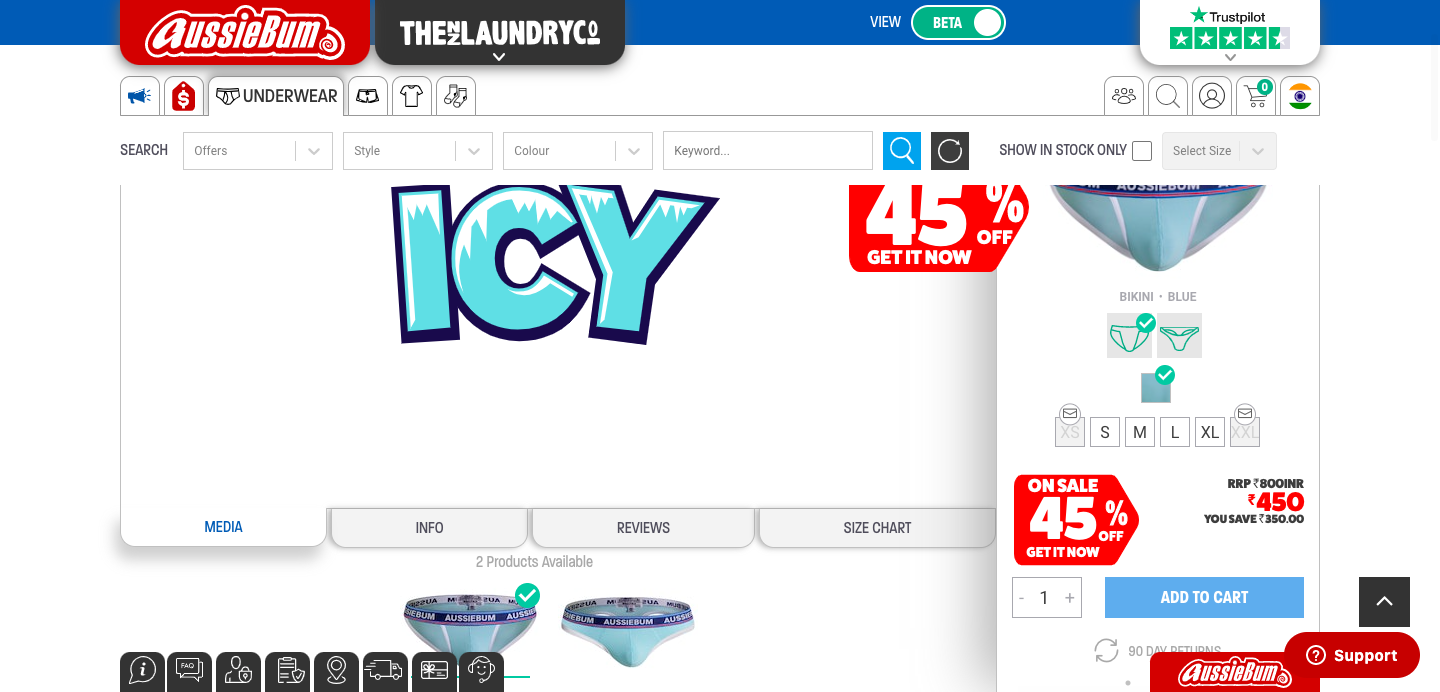 AussieBum
THE NZ LAUNDRY CO
VIEW
BETA
Trustpilot
UNDERWEAR
0
SEARCH
Offers
Style
Colour
Keyword...
SHOW IN STOCK ONLY
Select Size
ICY
45% OFF
GET IT NOW
AUSSIEBUM
BIKINI • BLUE
XS
S
M
L
XL
XXL
ON SALE
45% OFF
GET IT NOW
RRP ₹800INR
₹450
YOU SAVE ₹350.00
MEDIA
INFO
REVIEWS
SIZE CHART
2 Products Available
AUSSIEBUM
AUSSIEBUM
- 1 +
ADD TO CART
90 DAY RETURNS
FAQ
AussieBum
Support